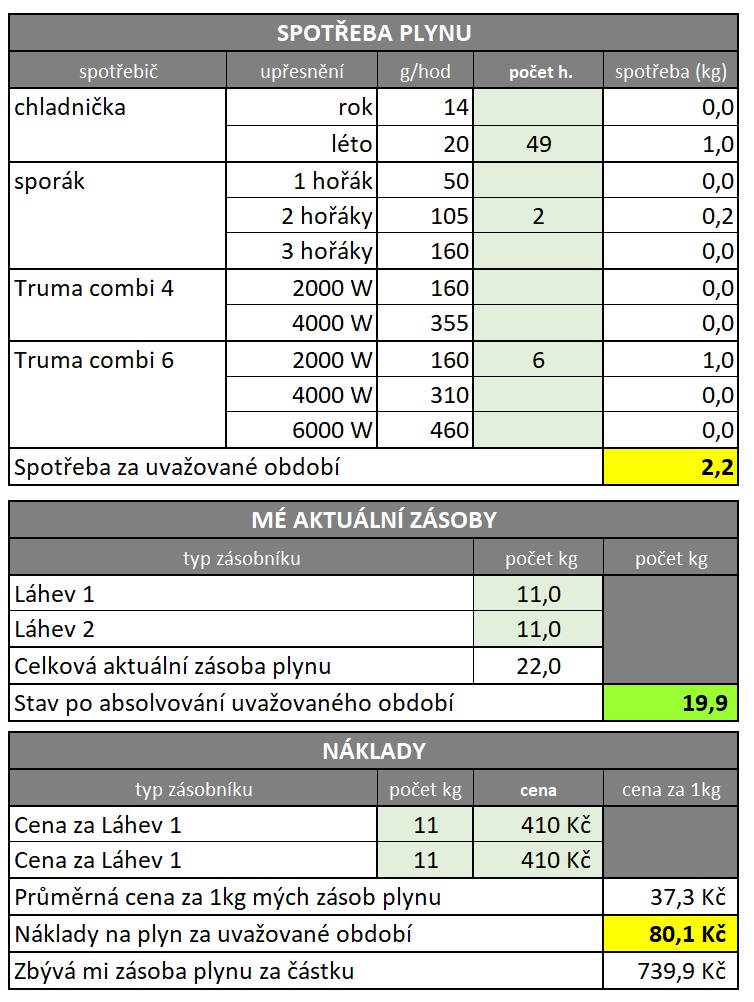 SPOTŘEBA PLYNU
spotřebič upřesnění g/hod počet h. spotřeba (kg)
chladnička rok 14 0,0
léto 20 49 1,0
sporák 1 hořák 50 0,0
2 hořáky 105 2 0,2
3 hořáky 160 0,0
Truma combi 4 2000 W 160 0,0
4000 W 355 0,0
Truma combi 6 2000 W 160 6 1,0
4000 W 310 0,0
6000 W 460 0,0
Spotřeba za uvažované období 2,2
MÉ AKTUÁLNÍ ZÁSOBY
typ zásobníku počet kg počet kg
Láhev 1 11,0
Láhev 2 11,0
Celková aktuální zásoba plynu 22,0
Stav po absolvování uvažovaného období 19,9
NÁKLADY
typ zásobníku počet kg cena cena za 1kg
Cena za Láhev 1 11 410 Kč
Cena za Láhev 1 11 410 Kč
Průměrná cena za 1kg mých zásob plynu 37,3 Kč
Náklady na plyn za uvažované období 80,1 Kč
Zbývá mi zásoba plynu za částku 739,9 Kč